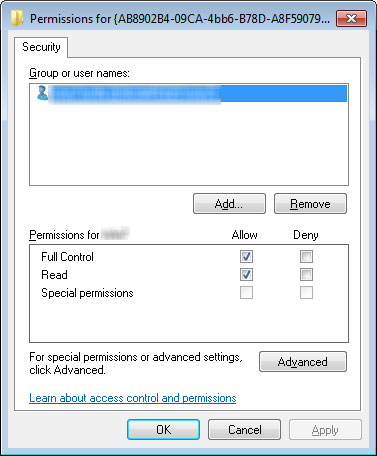 Permissions for {AB8902B4-09CA-4bb6-B78D-A8F59079...
Security
Group or user names:
Add...
Remove
Permissions for
Allow
Deny
Full Control
Read
Special permissions
For special permissions or advanced settings,
click Advanced.
Advanced
Learn about access control and permissions
OK
Cancel
Apply